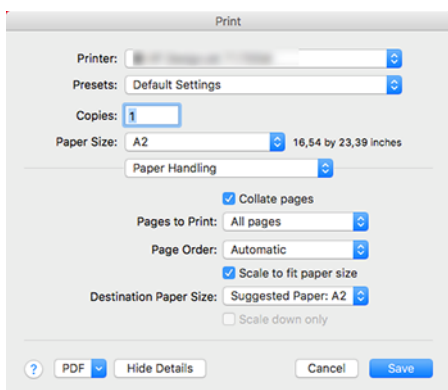 Print
Printer:
Presets: Default Settings
Copies: 1
Paper Size: A2 16,54 by 23,39 inches
Paper Handling
Collate pages
Pages to Print: All pages
Page Order: Automatic
Scale to fit paper size
Destination Paper Size: Suggested Paper: A2
Scale down only
? PDF Hide Details Cancel Save